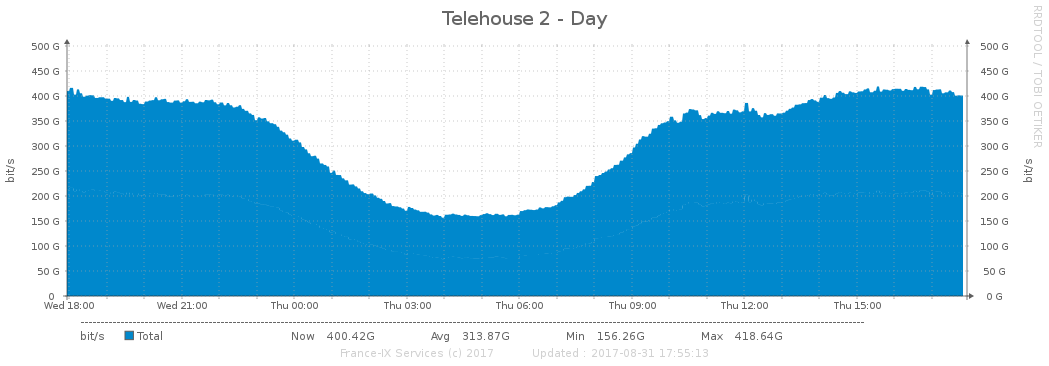 Telehouse 2 - Day
RRDTOOL / TOBI OETIKER
500 G 500 G
450 G 450 G
400 G 400 G
350 G 350 G
300 G 300 G
250 G 250 G
200 G 200 G
150 G 150 G
100 G 100 G
50 G 50 G
0 0 G
bit/s bit/s
Wed 18:00 Wed 21:00 Thu 00:00 Thu 03:00 Thu 06:00 Thu 09:00 Thu 12:00 Thu 15:00
bit/s Total Now 400.42G Avg 313.87G Min 156.26G Max 418.64G
France-IX Services (c) 2017 Updated : 2017-08-31 17:55:13